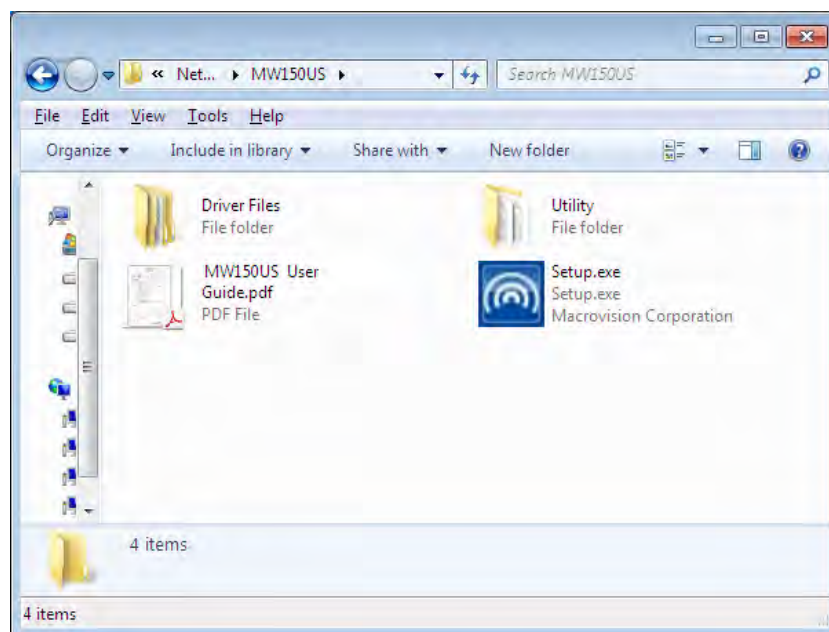 « Net... MW150US
Search MW150US
File Edit View Tools Help
Organize Include in library Share with New folder
Driver Files
File folder
Utility
File folder
MW150US User
Guide.pdf
PDF File
Setup.exe
Setup.exe
Macrovision Corporation
4 items
4 items